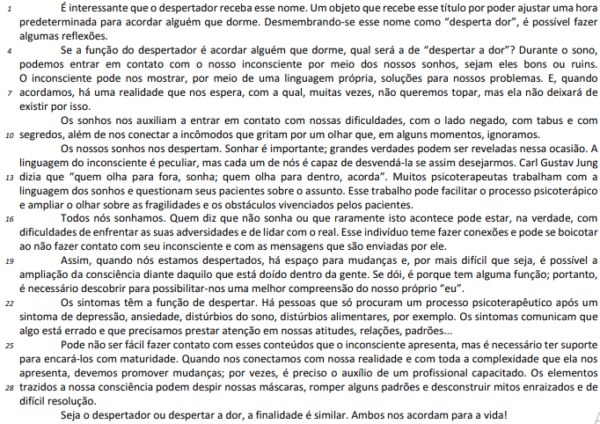 1 É interessante que o despertador receba esse nome. Um objeto que recebe esse título por poder ajustar uma hora
predeterminada para acordar alguém que dorme. Desmembrando-se esse nome como “desperta dor”, é possível fazer
algumas reflexões.
4 Se a função do despertador é acordar alguém que dorme, qual será a de “despertar a dor”? Durante o sono,
podemos entrar em contato com o nosso inconsciente por meio dos nossos sonhos, sejam eles bons ou ruins.
O inconsciente pode nos mostrar, por meio de uma linguagem própria, soluções para nossos problemas. E, quando
7 acordamos, há uma realidade que nos espera, com a qual, muitas vezes, não queremos topar, mas ela não deixará de
existir por isso.
Os sonhos nos auxiliam a entrar em contato com nossas dificuldades, com o lado negado, com tabus e com
10 segredos, além de nos conectar a incômodos que gritam por um olhar que, em alguns momentos, ignoramos.
Os nossos sonhos nos despertam. Sonhar é importante; grandes verdades podem ser reveladas nessa ocasião. A
linguagem do inconsciente é peculiar, mas cada um de nós é capaz de desvendá-la se assim desejarmos. Carl Gustav Jung
13 dizia que “quem olha para fora, sonha; quem olha para dentro, acorda”. Muitos psicoterapeutas trabalham com a
linguagem dos sonhos e questionam seus pacientes sobre o assunto. Esse trabalho pode facilitar o processo psicoterápico
e ampliar o olhar sobre as fragilidades e os obstáculos vivenciados pelos pacientes.
16 Todos nós sonhamos. Quem diz que não sonha ou que raramente isto acontece pode estar, na verdade, com
dificuldades de enfrentar as suas adversidades e de lidar com o real. Esse indivíduo teme fazer conexões e pode se boicotar
ao não fazer contato com seu inconsciente e com as mensagens que são enviadas por ele.
19 Assim, quando nós estamos despertados, há espaço para mudanças e, por mais difícil que seja, é possível a
ampliação da consciência diante daquilo que está doído dentro da gente. Se dói, é porque tem alguma função; portanto,
é necessário descobrir para possibilitar-nos uma melhor compreensão do nosso próprio “eu”.
22 Os sintomas têm a função de despertar. Há pessoas que só procuram um processo psicoterapêutico após um
sintoma de depressão, ansiedade, distúrbios do sono, distúrbios alimentares, por exemplo. Os sintomas comunicam que
algo está errado e que precisamos prestar atenção em nossas atitudes, relações, padrões...
25 Pode não ser fácil fazer contato com esses conteúdos que o inconsciente apresenta, mas é necessário ter suporte
para encará-los com maturidade. Quando nos conectamos com nossa realidade e com toda a complexidade que ela nos
apresenta, devemos promover mudanças; por vezes, é preciso o auxílio de um profissional capacitado. Os elementos
28 trazidos a nossa consciência podem despir nossas máscaras, romper alguns padrões e desconstruir mitos enraizados e de
difícil resolução.
Seja o despertador ou despertar a dor, a finalidade é similar. Ambos nos acordam para a vida!